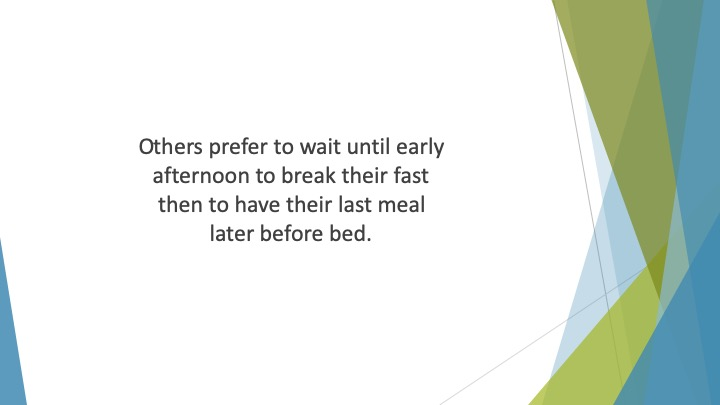 Others prefer to wait until early
afternoon to break their fast
then to have their last meal
later before bed.